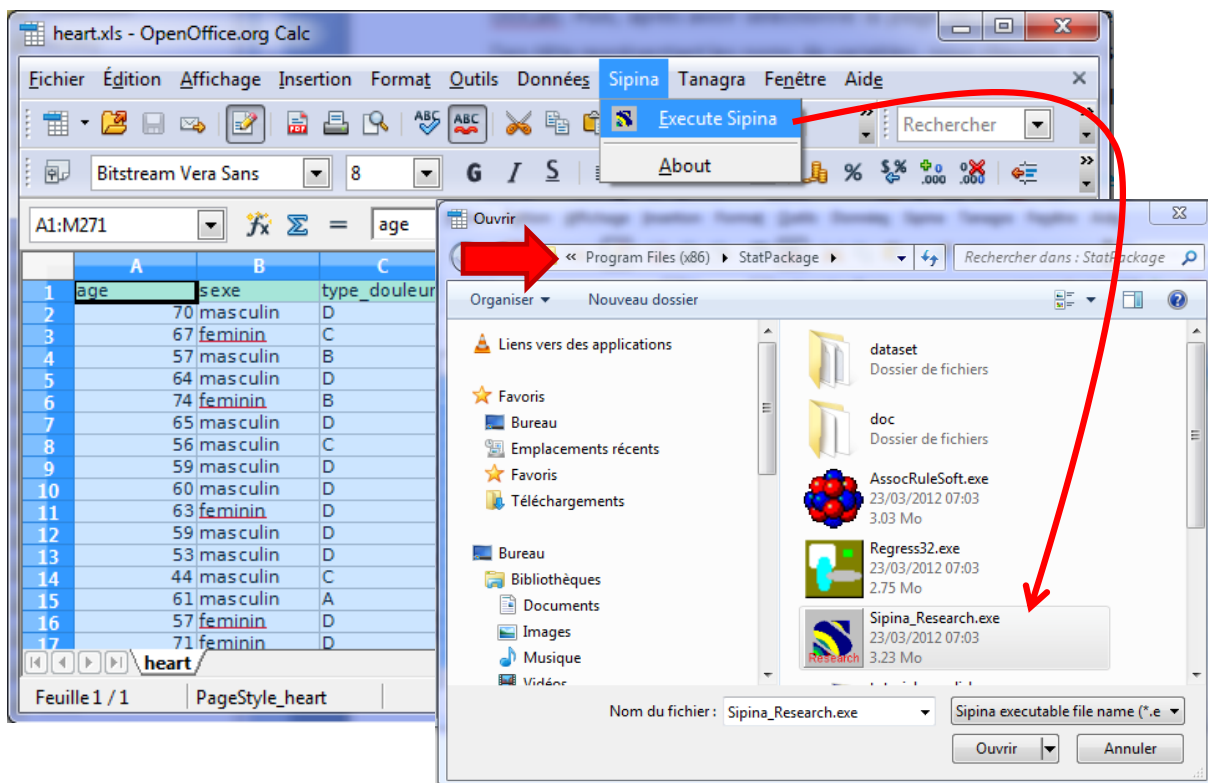 heart.xls - OpenOffice.org Calc
Fichier Édition Affichage Insertion Format Outils Données Sipina Tanagra Fenêtre Aide
Execute Sipina
About
Rechercher
Bitstream Vera Sans 8 G I S
A1:M271 = age
A B C
1 age sexe type_douleur
2 70 masculin D
3 67 feminin C
4 57 masculin B
5 64 masculin D
6 74 feminin B
7 65 masculin D
8 56 masculin C
9 59 masculin D
10 60 masculin D
11 63 feminin D
12 59 masculin D
13 53 masculin D
14 44 masculin C
15 61 masculin A
16 57 feminin D
17 71 feminin D
heart
Feuille 1 / 1 PageStyle_heart
Ouvrir
« Program Files (x86) StatPackage
Rechercher dans : StatPackage
Organiser Nouveau dossier
Liens vers des applications
Favoris
Bureau
Emplacements récents
Favoris
Téléchargements
Bureau
Bibliothèques
Documents
Images
Musique
Vidéos
dataset
Dossier de fichiers
doc
Dossier de fichiers
AssocRuleSoft.exe
23/03/2012 07:03
3.03 Mo
Regress32.exe
23/03/2012 07:03
2.75 Mo
Sipina_Research.exe
23/03/2012 07:03
3.23 Mo
Research
Nom du fichier : Sipina_Research.exe
Sipina executable file name (*.e
Ouvrir Annuler